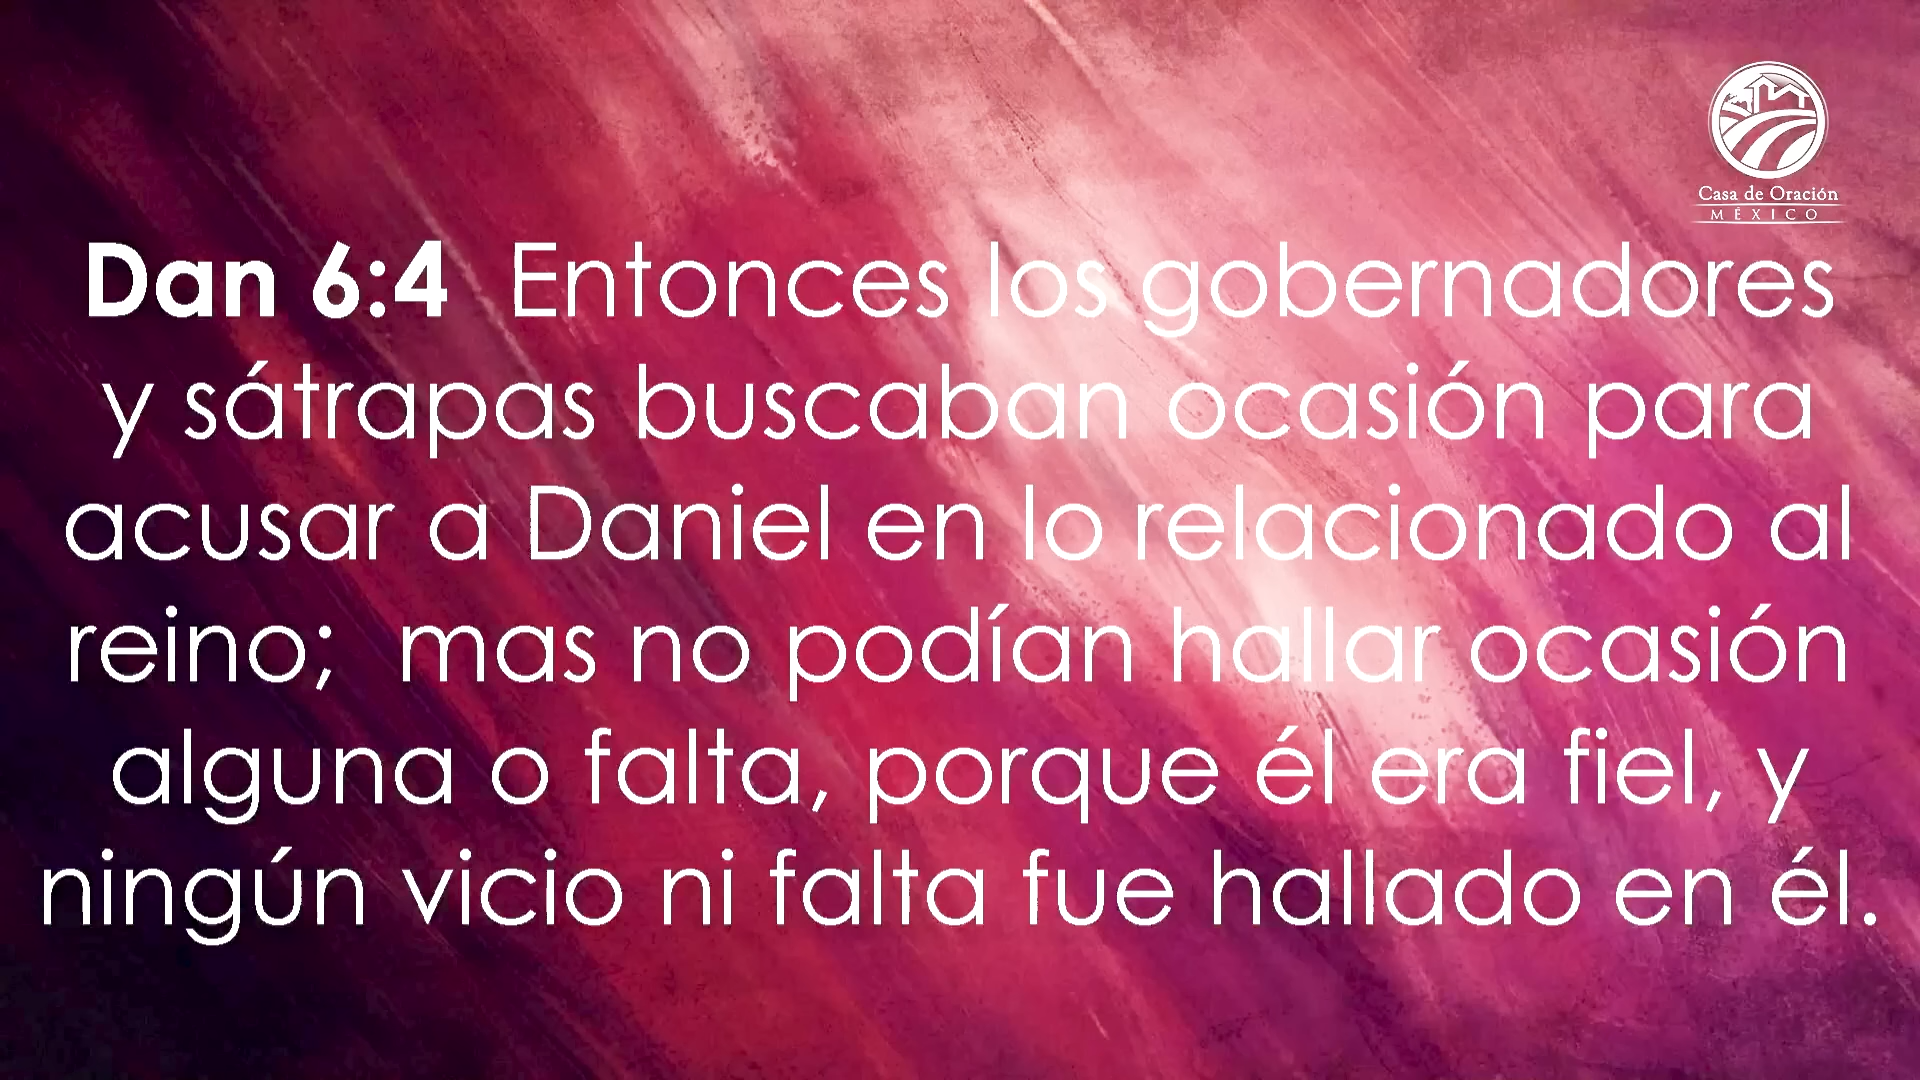 Casa de Oración
MÉXICO
Dan 6:4  Entonces los gobernadores
y sátrapas buscaban ocasión para
acusar a Daniel en lo relacionado al
reino;  mas no podían hallar ocasión
alguna o falta, porque él era fiel, y
ningún vicio ni falta fue hallado en él.